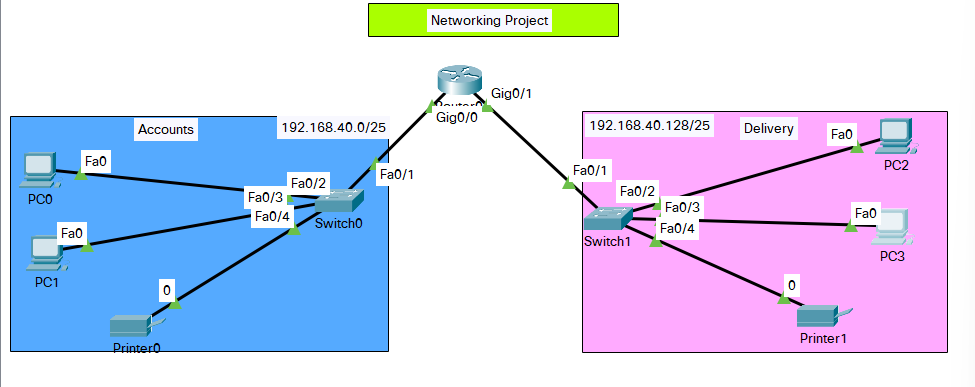 Networking Project
Router0
Gig0/1
Gig0/0
Accounts
192.168.40.0/25
Fa0
PC0
Fa0/1
Fa0/2
Fa0/3
Fa0/4
Switch0
Fa0
PC1
0
Printer0
192.168.40.128/25
Delivery
Fa0
PC2
Fa0/1
Fa0/2
Fa0/3
Fa0/4
Switch1
Fa0
PC3
0
Printer1